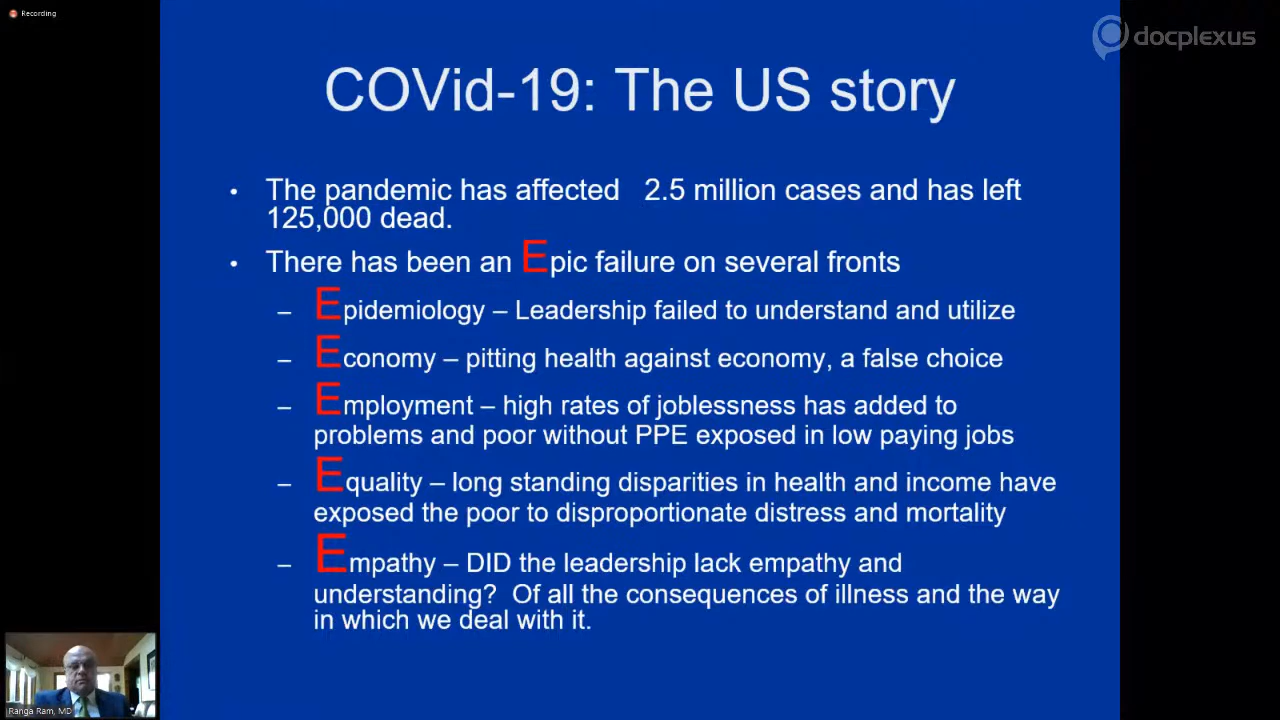 Recording
docplexus
COVid-19: The US story
• The pandemic has affected 2.5 million cases and has left
125,000 dead.
• There has been an Epic failure on several fronts
– Epidemiology – Leadership failed to understand and utilize
– Economy – pitting health against economy, a false choice
– Employment – high rates of joblessness has added to
problems and poor without PPE exposed in low paying jobs
– Equality – long standing disparities in health and income have
exposed the poor to disproportionate distress and mortality
– Empathy – DID the leadership lack empathy and
understanding? Of all the consequences of illness and the way
in which we deal with it.
Ranga Ram, MD